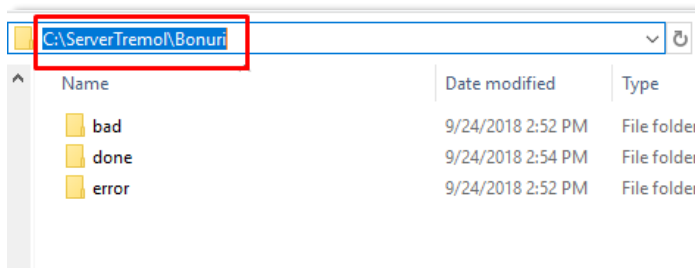 C:\ServerTremol\Bonuri
Name Date modified Type
bad 9/24/2018 2:52 PM File folder
done 9/24/2018 2:54 PM File folder
error 9/24/2018 2:52 PM File folder